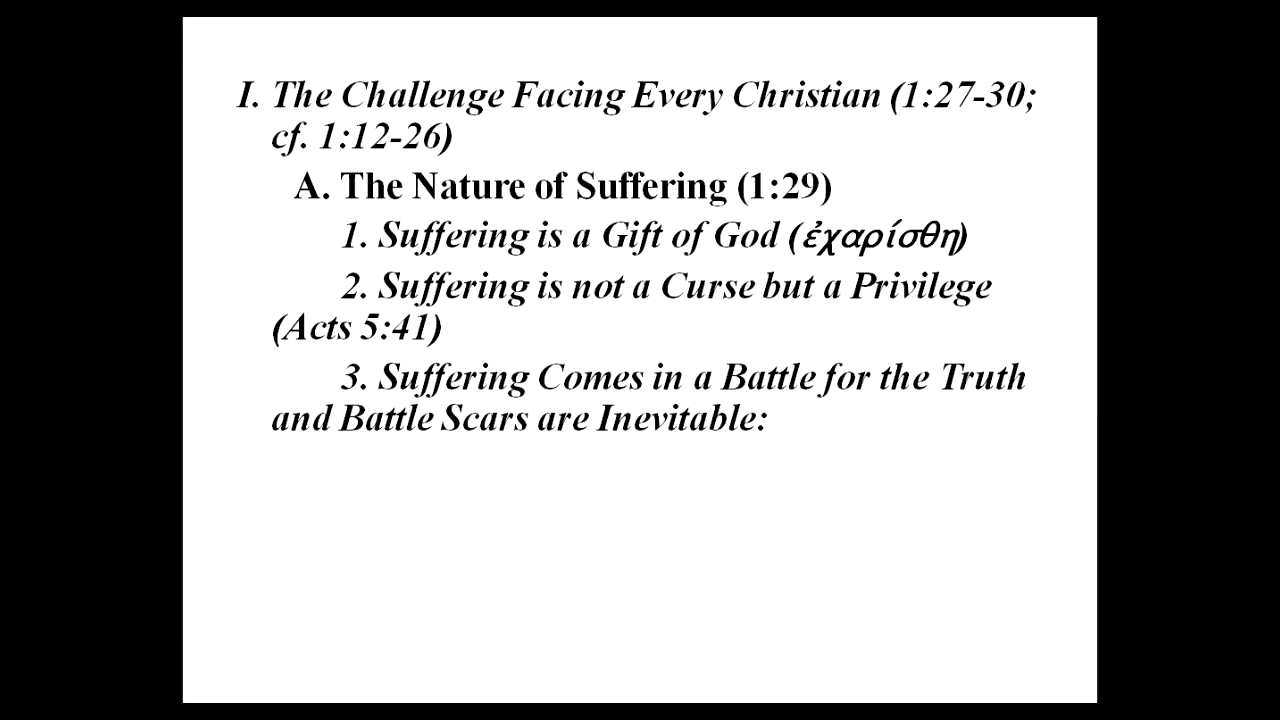 I. The Challenge Facing Every Christian (1:27-30;
cf. 1:12-26)
A. The Nature of Suffering (1:29)
1. Suffering is a Gift of God (ἐχαρίσθη)
2. Suffering is not a Curse but a Privilege
(Acts 5:41)
3. Suffering Comes in a Battle for the Truth
and Battle Scars are Inevitable: